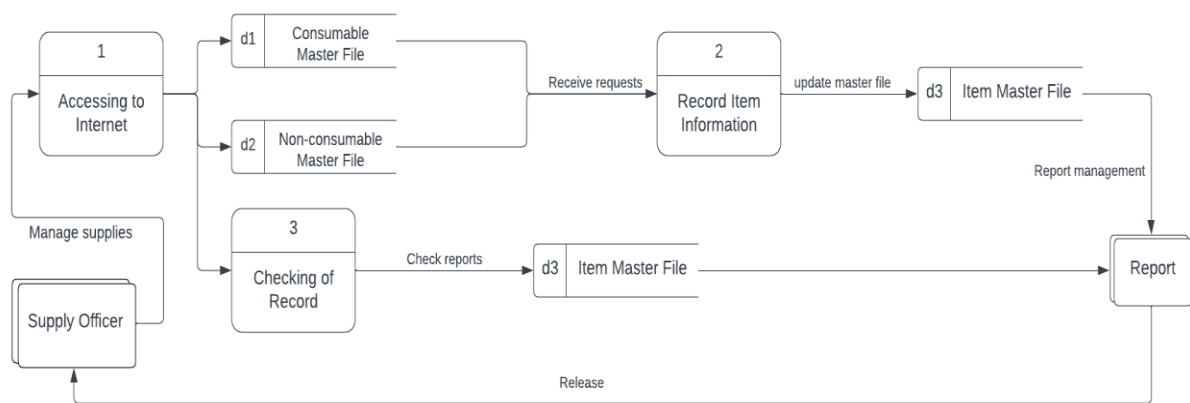 1
Accessing to
Internet
d1
Consumable
Master File
d2
Non-consumable
Master File
Receive requests
2
Record Item
Information
update master file
d3
Item Master File
Report management
Manage supplies
3
Checking of
Record
Check reports
d3
Item Master File
Report
Supply Officer
Release